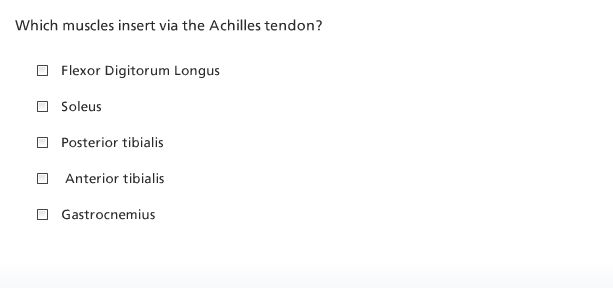 Which muscles insert via the Achilles tendon?
Flexor Digitorum Longus
Soleus
Posterior tibialis
Anterior tibialis
Gastrocnemius